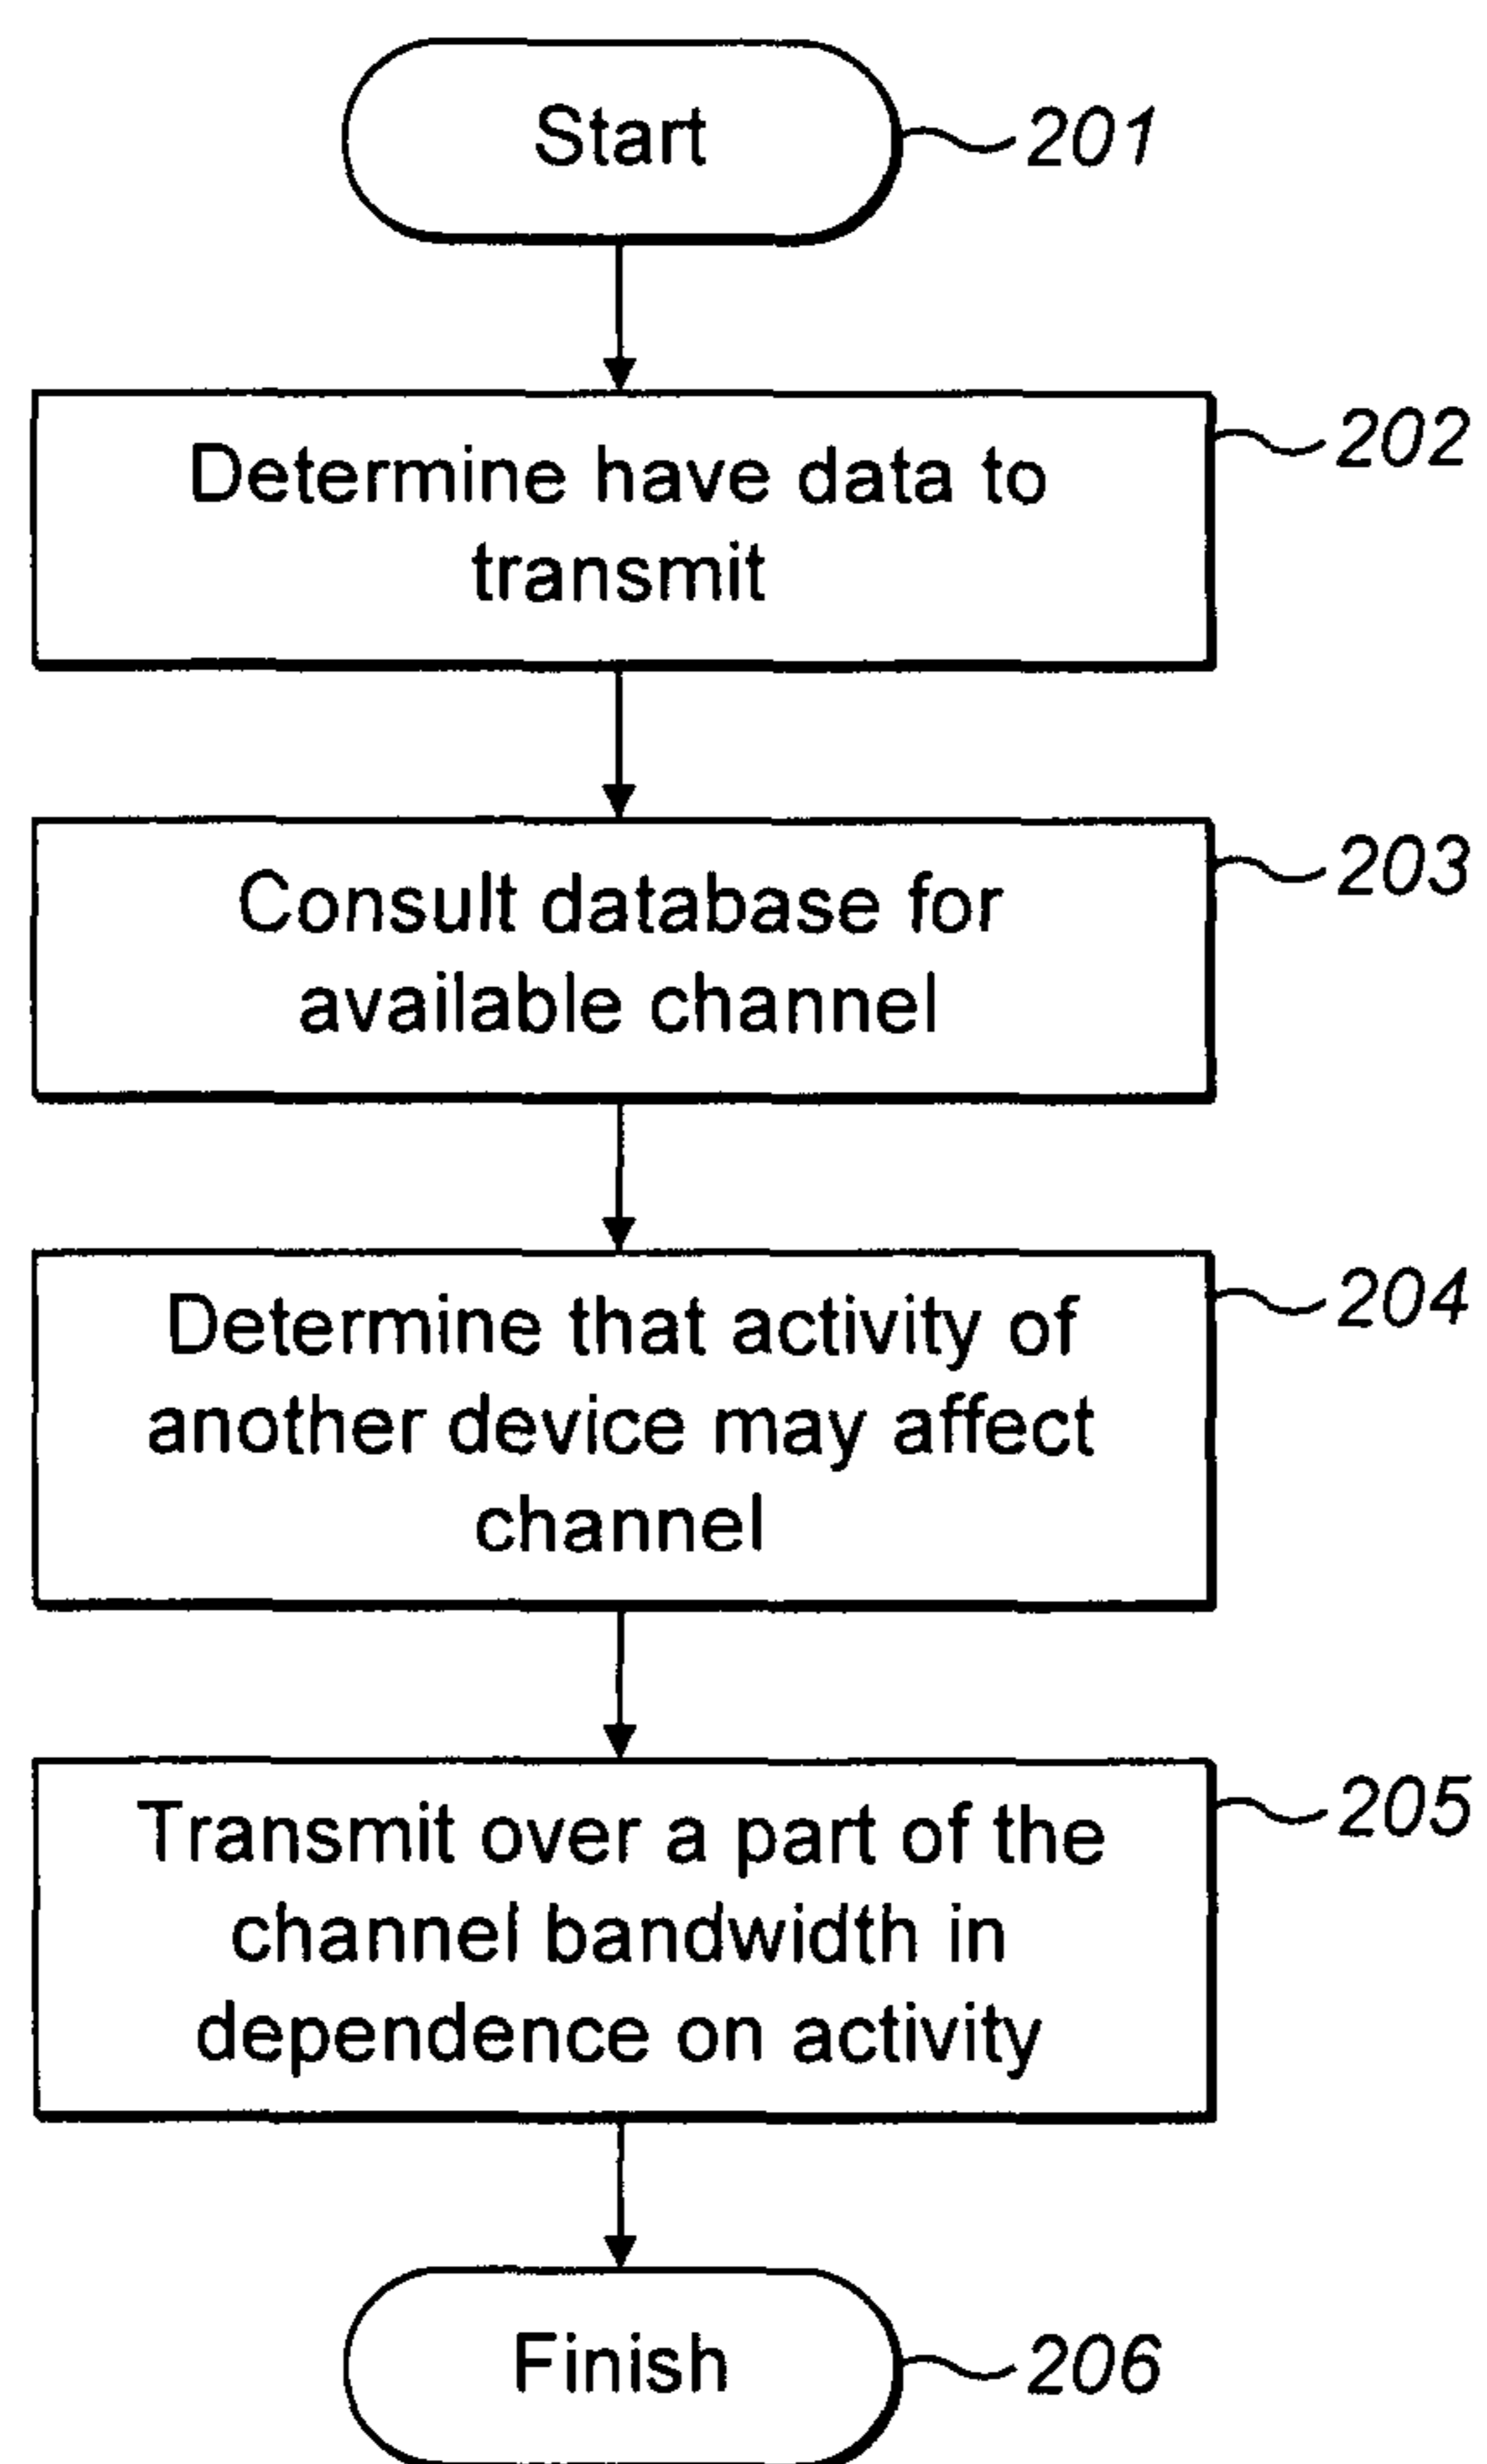 Start
201
Determine have data to
transmit
202
Consult database for
available channel
203
Determine that activity of
another device may affect
channel
204
Transmit over a part of the
channel bandwidth in
dependence on activity
205
Finish
206